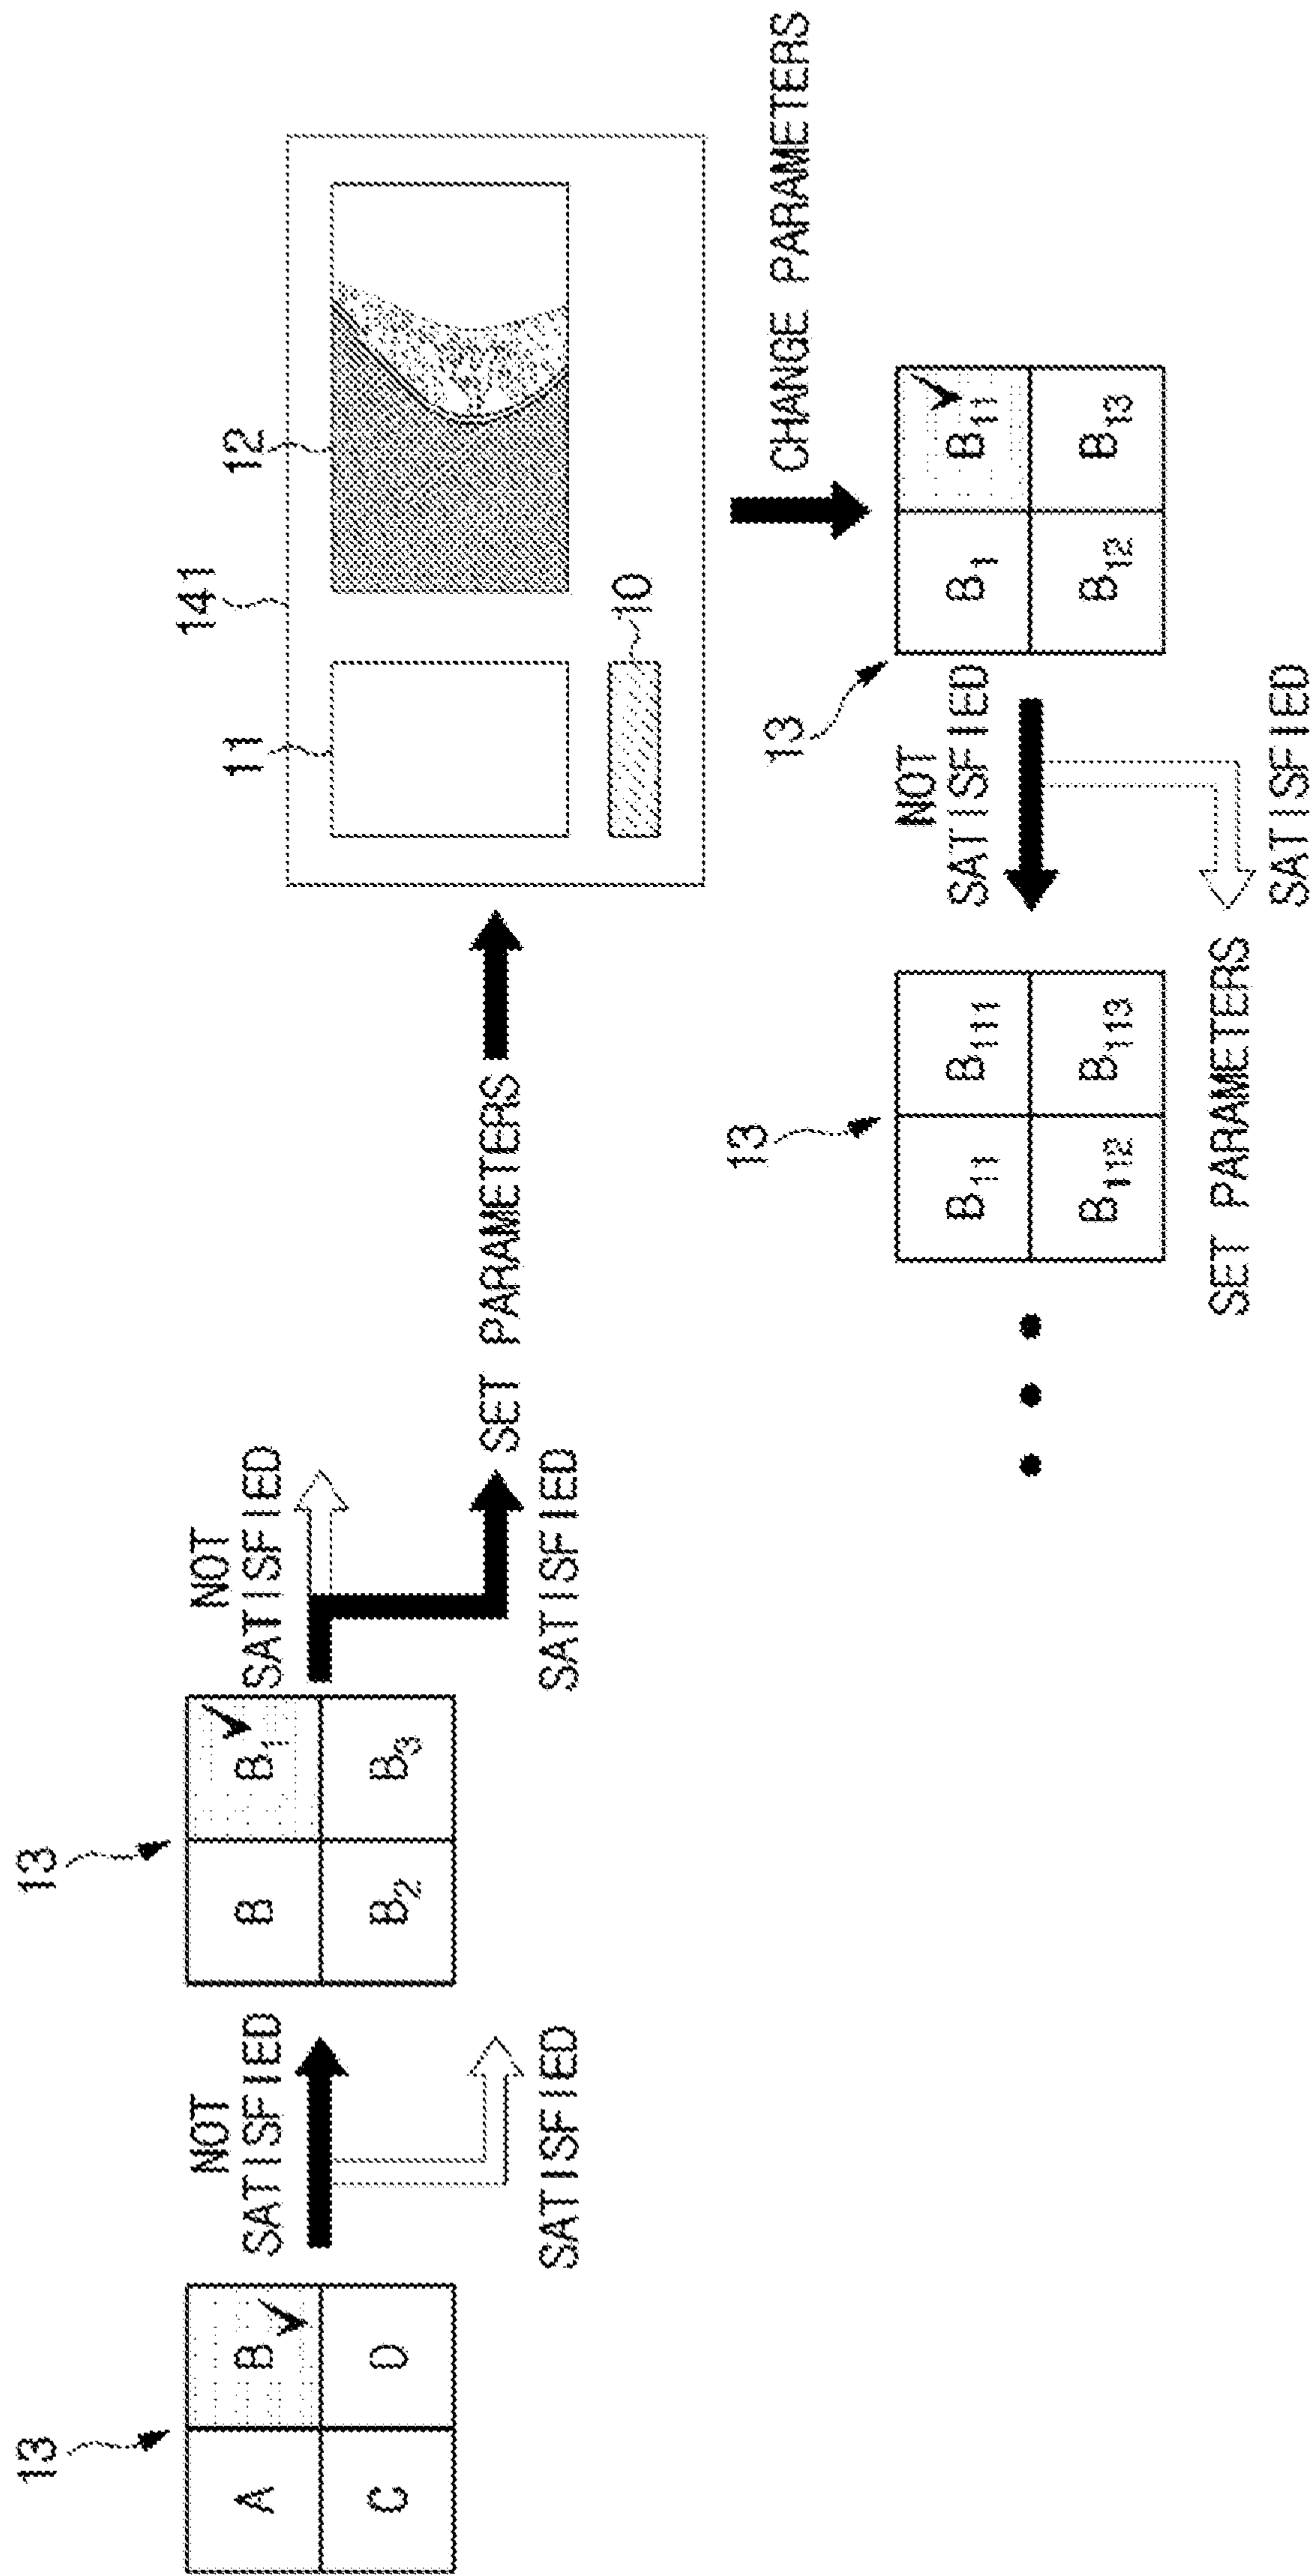 13
A
B
C
D
NOT
SATISFIED
SATISFIED
13
B
B₁
B₂
B₃
NOT
SATISFIED
SATISFIED
SET PARAMETERS
141
11
12
10
CHANGE PARAMETERS
13
B₁
B₁₁
B₁₂
B₁₃
NOT
SATISFIED
SATISFIED
SET PARAMETERS
13
B₁₁
B₁₁₁
B₁₁₂
B₁₁₃